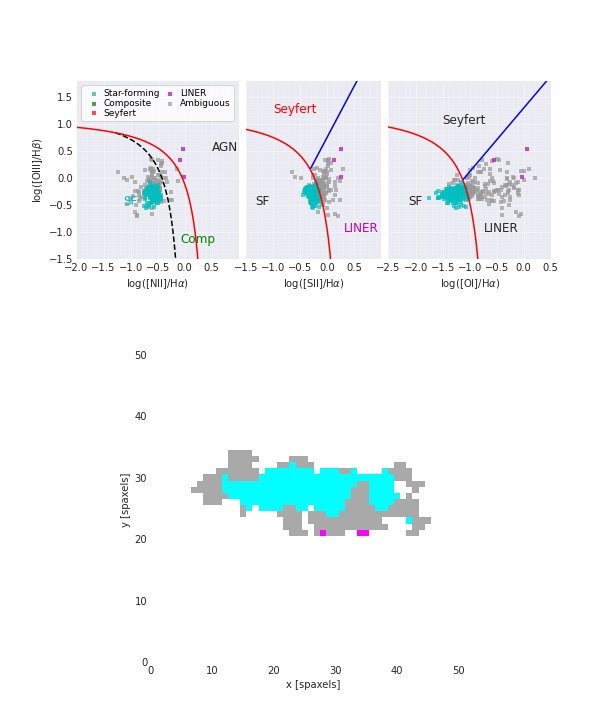 Star-forming LINER
Composite Ambiguous
Seyfert
AGN
SF
Comp
Seyfert
SF
LINER
Seyfert
SF
LINER
1.5
1.0
0.5
0.0
−0.5
−1.0
−1.5
log([OIII]/Hβ)
−2.0 −1.5 −1.0 −0.5 0.0 0.5
−1.0 −0.5 0.0 0.5
−2.5 −2.0 −1.5 −1.0 −0.5 0.0 0.5
log([NII]/Hα)
log([SII]/Hα)
log([OI]/Hα)
50
40
30
20
10
0
y [spaxels]
0 10 20 30 40 50
x [spaxels]